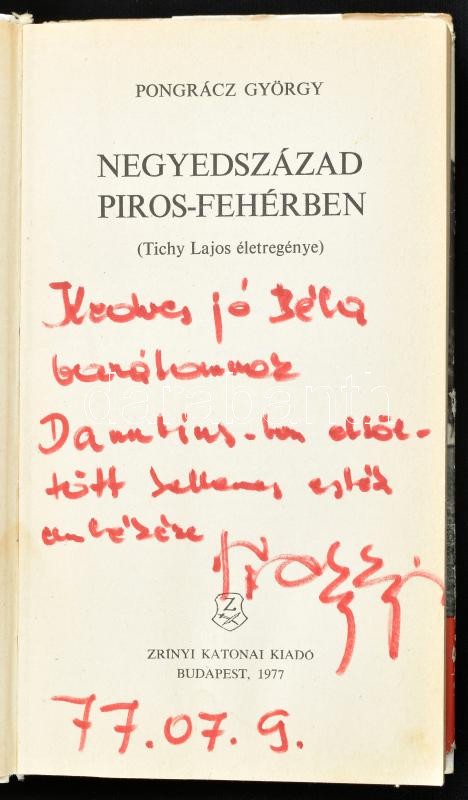 PONGRÁCZ GYÖRGY
NEGYEDSZÁZAD
PIROS-FEHÉRBEN
(Tichy Lajos életregénye)
Kedves jó Béla
barátomnak
Danubius-ban eltöl-
tött kellemes esték
emlékére
Z
ZRÍNYI KATONAI KIADÓ
BUDAPEST, 1977
77.07.9.